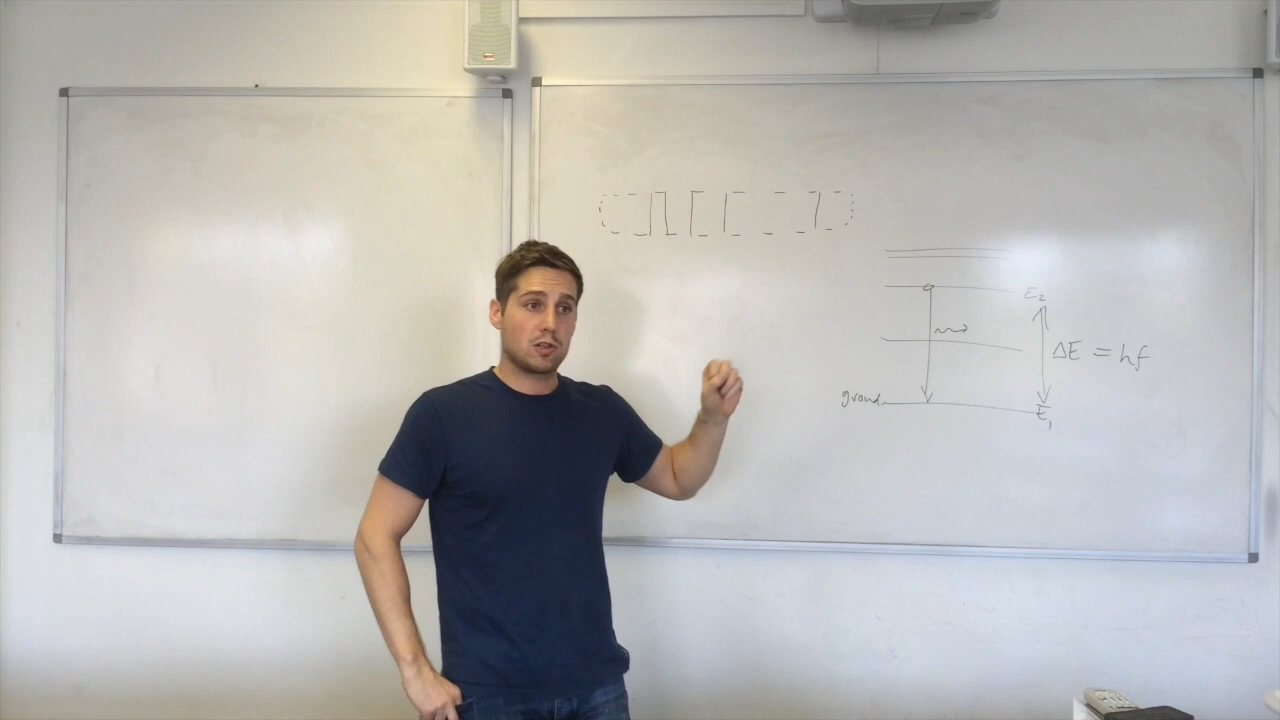 E₂
ΔE = hf
ground
E₁